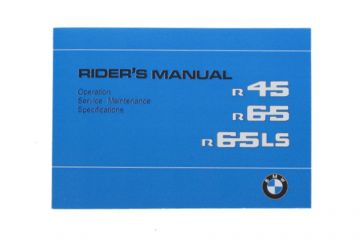 RIDER'S MANUAL
Operation
Service - Maintenance
Specifications
R 45
R 65
R 65 LS
BMW